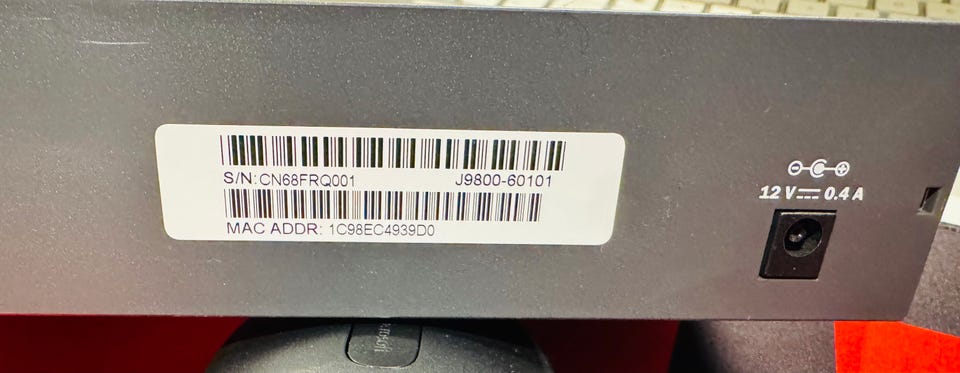 S/N:CN68FRQ001 J9800-60101
MAC ADDR: 1C98EC4939D0
12 V⎓ 0.4 A